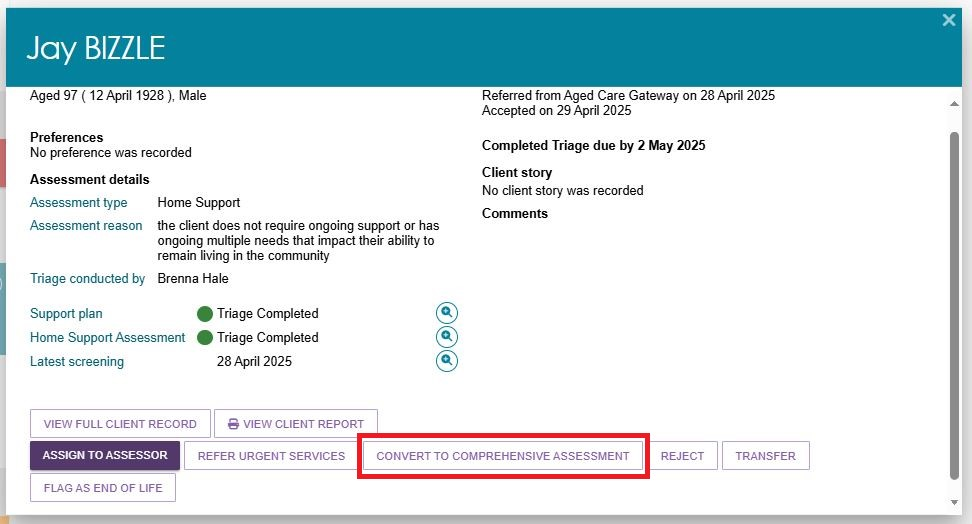 Jay BIZZLE
Aged 97 ( 12 April 1928 ), Male
Preferences
No preference was recorded
Assessment details
Assessment type Home Support
Assessment reason the client does not require ongoing support or has
ongoing multiple needs that impact their ability to
remain living in the community
Triage conducted by Brenna Hale
Support plan Triage Completed
Home Support Assessment Triage Completed
Latest screening 28 April 2025
Referred from Aged Care Gateway on 28 April 2025
Accepted on 29 April 2025
Completed Triage due by 2 May 2025
Client story
No client story was recorded
Comments
VIEW FULL CLIENT RECORD VIEW CLIENT REPORT
ASSIGN TO ASSESSOR REFER URGENT SERVICES CONVERT TO COMPREHENSIVE ASSESSMENT REJECT TRANSFER
FLAG AS END OF LIFE